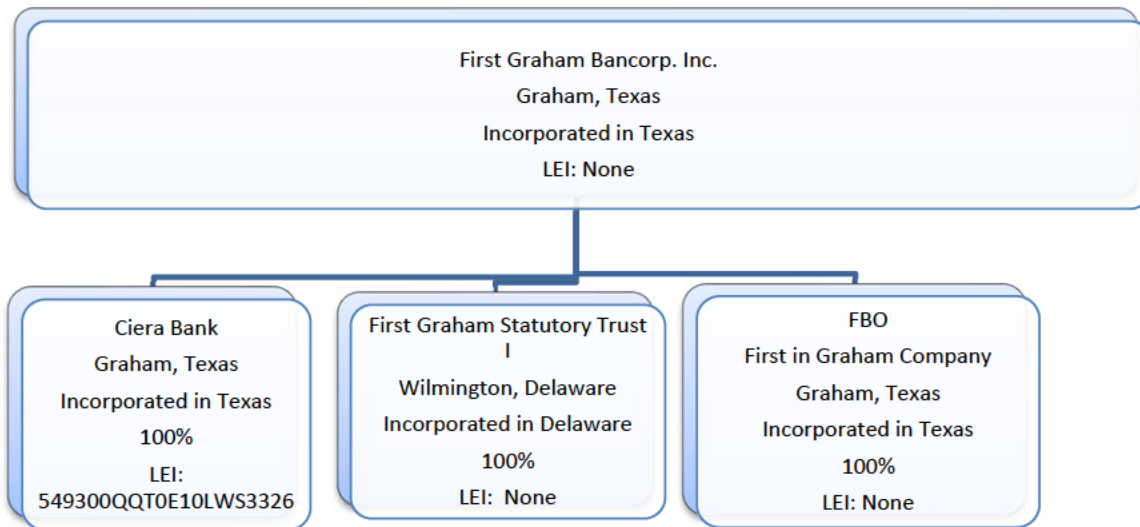 First Graham Bancorp. Inc.
Graham, Texas
Incorporated in Texas
LEI: None
Ciera Bank
Graham, Texas
Incorporated in Texas
100%
LEI:
549300QQT0E10LWS3326
First Graham Statutory Trust
I
Wilmington, Delaware
Incorporated in Delaware
100%
LEI: None
FBO
First in Graham Company
Graham, Texas
Incorporated in Texas
100%
LEI: None